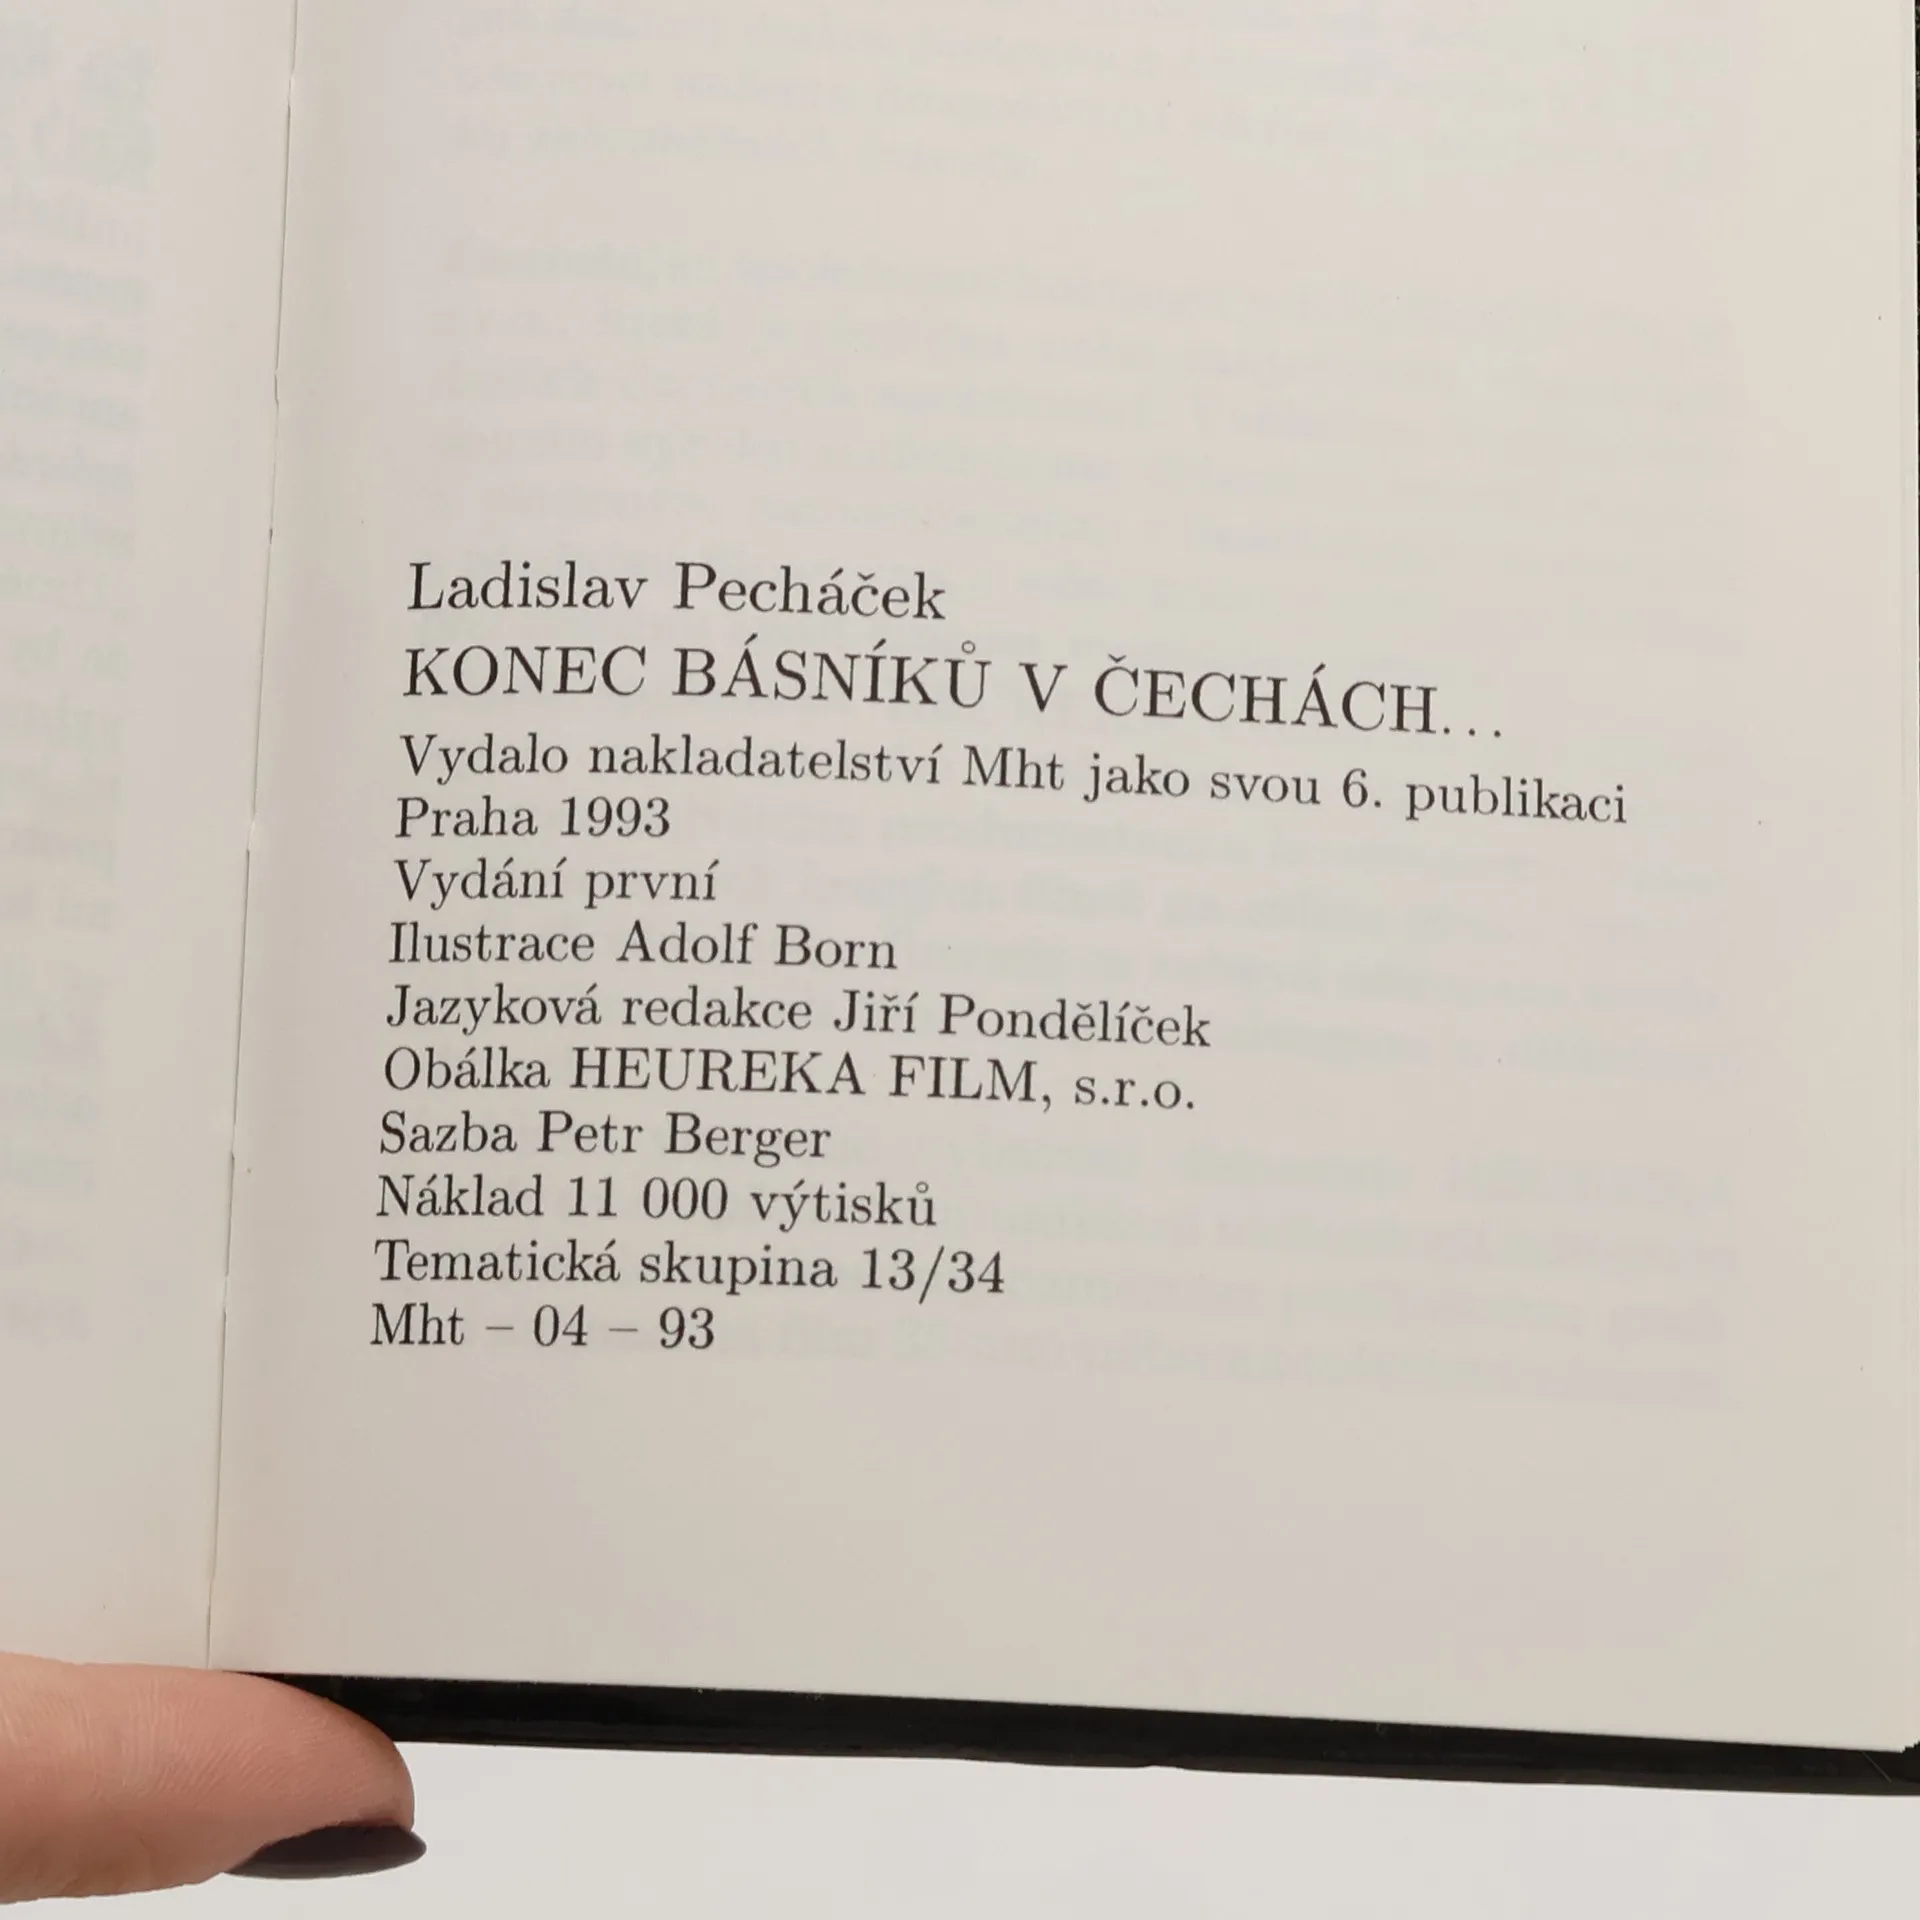 Ladislav Pecháček
KONEC BÁSNÍKŮ V ČECHÁCH...
Vydalo nakladatelství Mht jako svou 6. publikaci
Praha 1993
Vydání první
Ilustrace Adolf Born
Jazyková redakce Jiří Pondělíček
Obálka HEUREKA FILM, s.r.o.
Sazba Petr Berger
Náklad 11 000 výtisků
Tematická skupina 13/34
Mht – 04 – 93